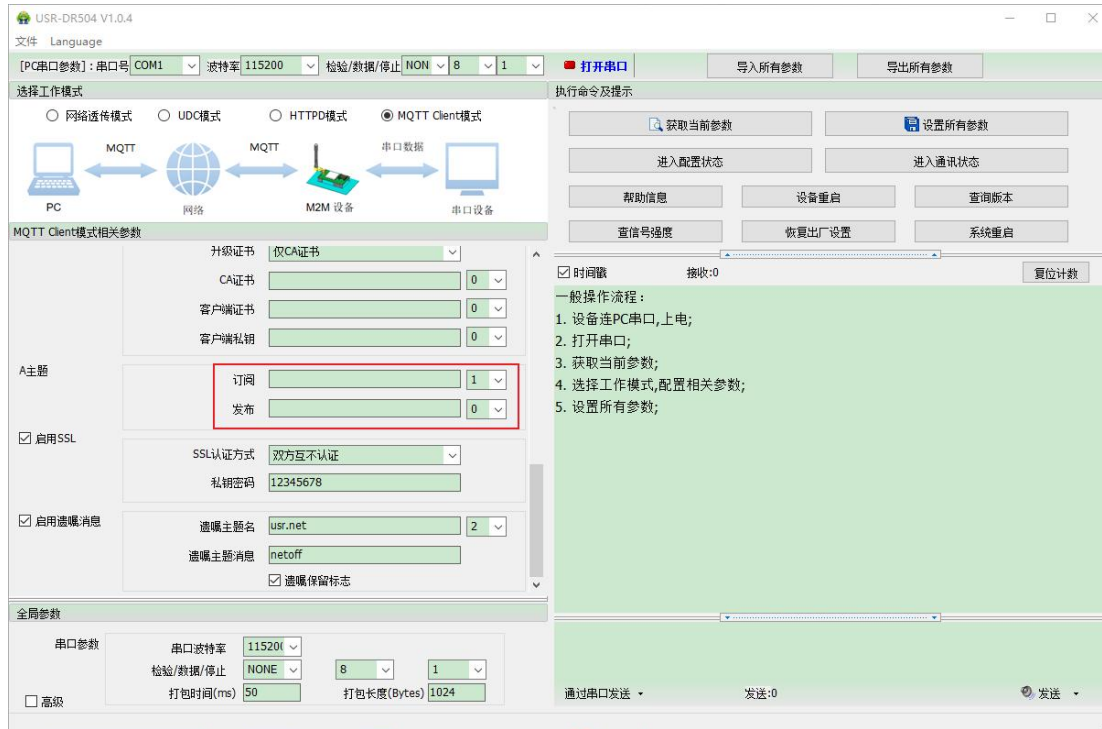 USR-DR504 V1.0.4
文件 Language
[PC串口参数]:串口号 COM1 波特率 115200 检验/数据/停止 NON 8 1 打开串口 导入所有参数 导出所有参数
选择工作模式
网络透传模式 UDC模式 HTTPD模式 MQTT Client模式
MQTT MQTT 串口数据
PC 网络 M2M 设备 串口设备
MQTT Client模式相关参数
升级证书 仅CA证书
CA证书 0
客户端证书 0
客户端私钥 0
A主题
订阅 1
发布 0
启用SSL
SSL认证方式 双方互不认证
私钥密码 12345678
启用遗嘱消息
遗嘱主题名 usr.net 2
遗嘱主题消息 netoff
遗嘱保留标志
全局参数
串口参数
串口波特率 11520(
检验/数据/停止 NONE 8 1
打包时间(ms) 50 打包长度(Bytes) 1024
高级
执行命令及提示
获取当前参数 设置所有参数
进入配置状态 进入通讯状态
帮助信息 设备重启 查询版本
查信号强度 恢复出厂设置 系统重启
时间戳 接收:0 复位计数
一般操作流程:
1. 设备连PC串口,上电;
2. 打开串口;
3. 获取当前参数;
4. 选择工作模式,配置相关参数;
5. 设置所有参数;
通过串口发送 发送:0 发送